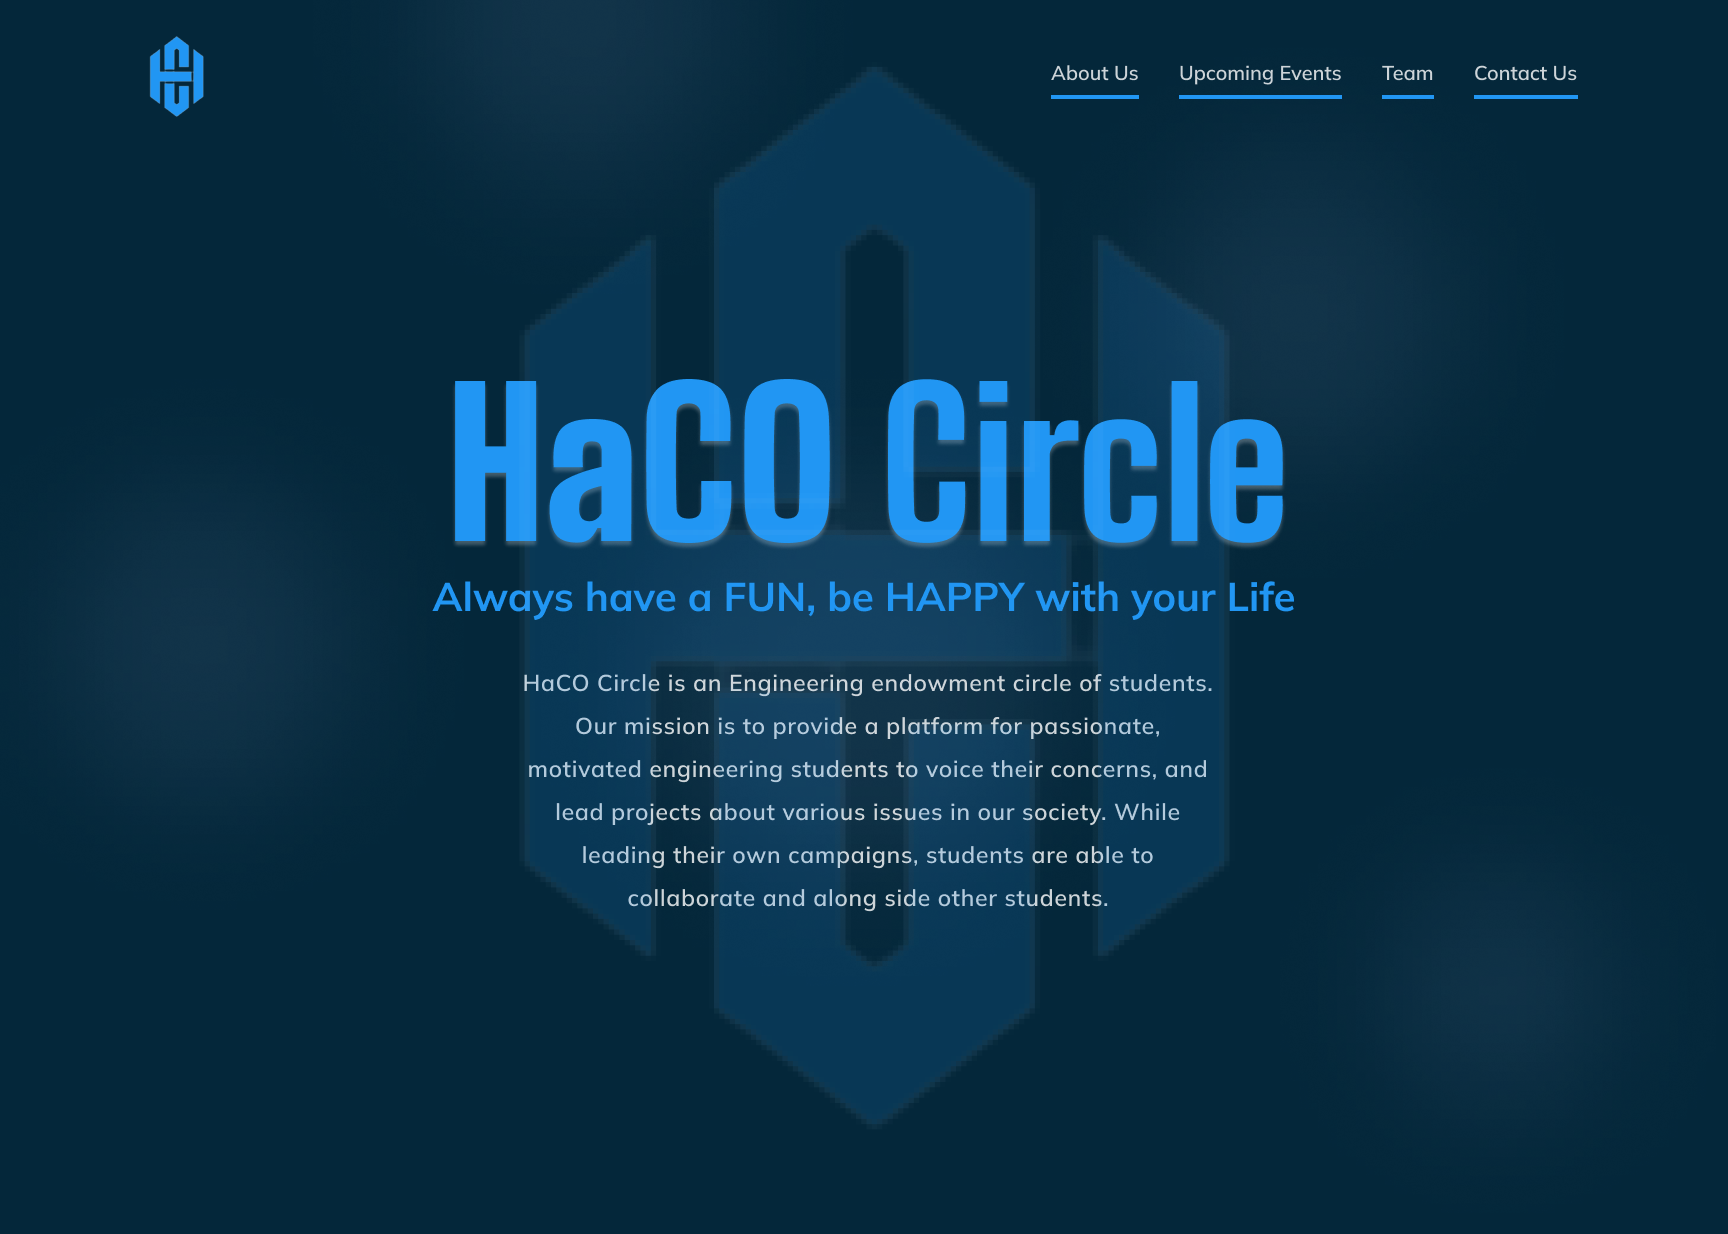 About Us
Upcoming Events
Team
Contact Us
HaCO Circle
Always have a FUN, be HAPPY with your Life
HaCO Circle is an Engineering endowment circle of students.
Our mission is to provide a platform for passionate,
motivated engineering students to voice their concerns, and
lead projects about various issues in our society. While
leading their own campaigns, students are able to
collaborate and along side other students.